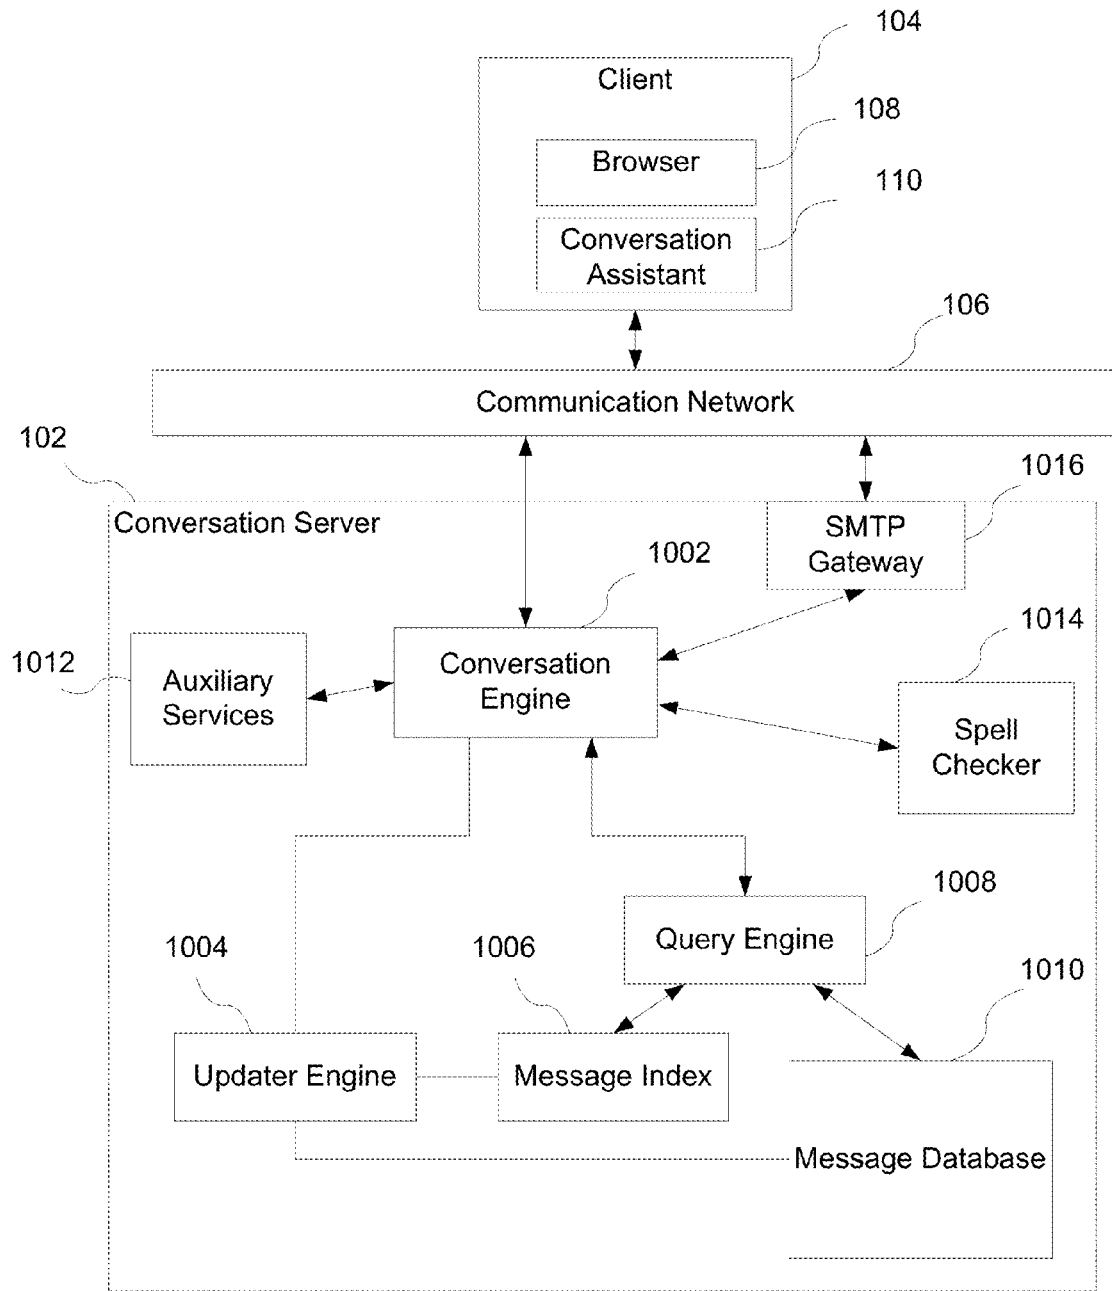 104
Client
108
Browser
110
Conversation
Assistant
106
Communication Network
102
1016
Conversation Server
SMTP
Gateway
1002
1014
1012
Auxiliary
Services
Conversation
Engine
Spell
Checker
1008
Query Engine
1004
1006
1010
Updater Engine
Message Index
Message Database